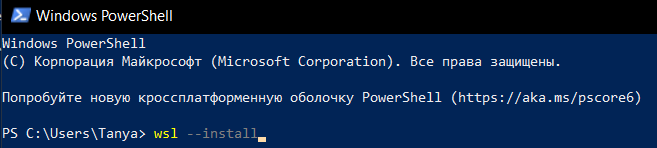 Windows PowerShell
Windows PowerShell
(C) Корпорация Майкрософт (Microsoft Corporation). Все права защищены.
Попробуйте новую кроссплатформенную оболочку PowerShell (https://aka.ms/pscore6)
PS C:\Users\Tanya> wsl --install